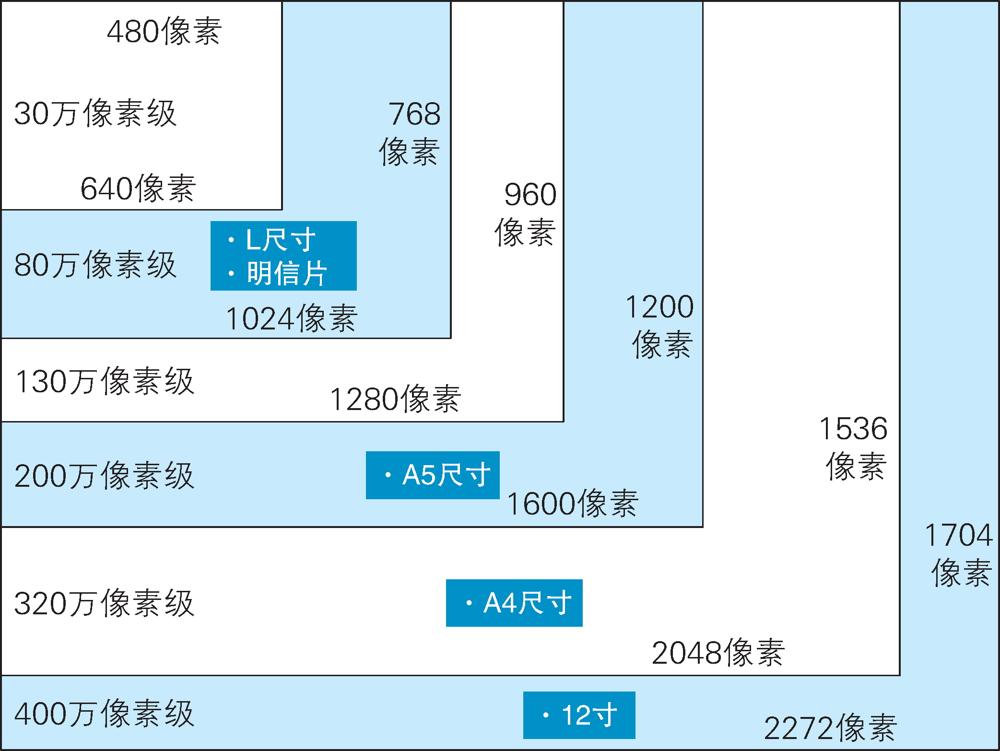 480像素
30万像素级
640像素
768
像素
80万像素级
· L尺寸
· 明信片
1024像素
960
像素
130万像素级
1280像素
1200
像素
200万像素级
· A5尺寸
1600像素
1536
像素
320万像素级
· A4尺寸
2048像素
1704
像素
400万像素级
· 12寸
2272像素